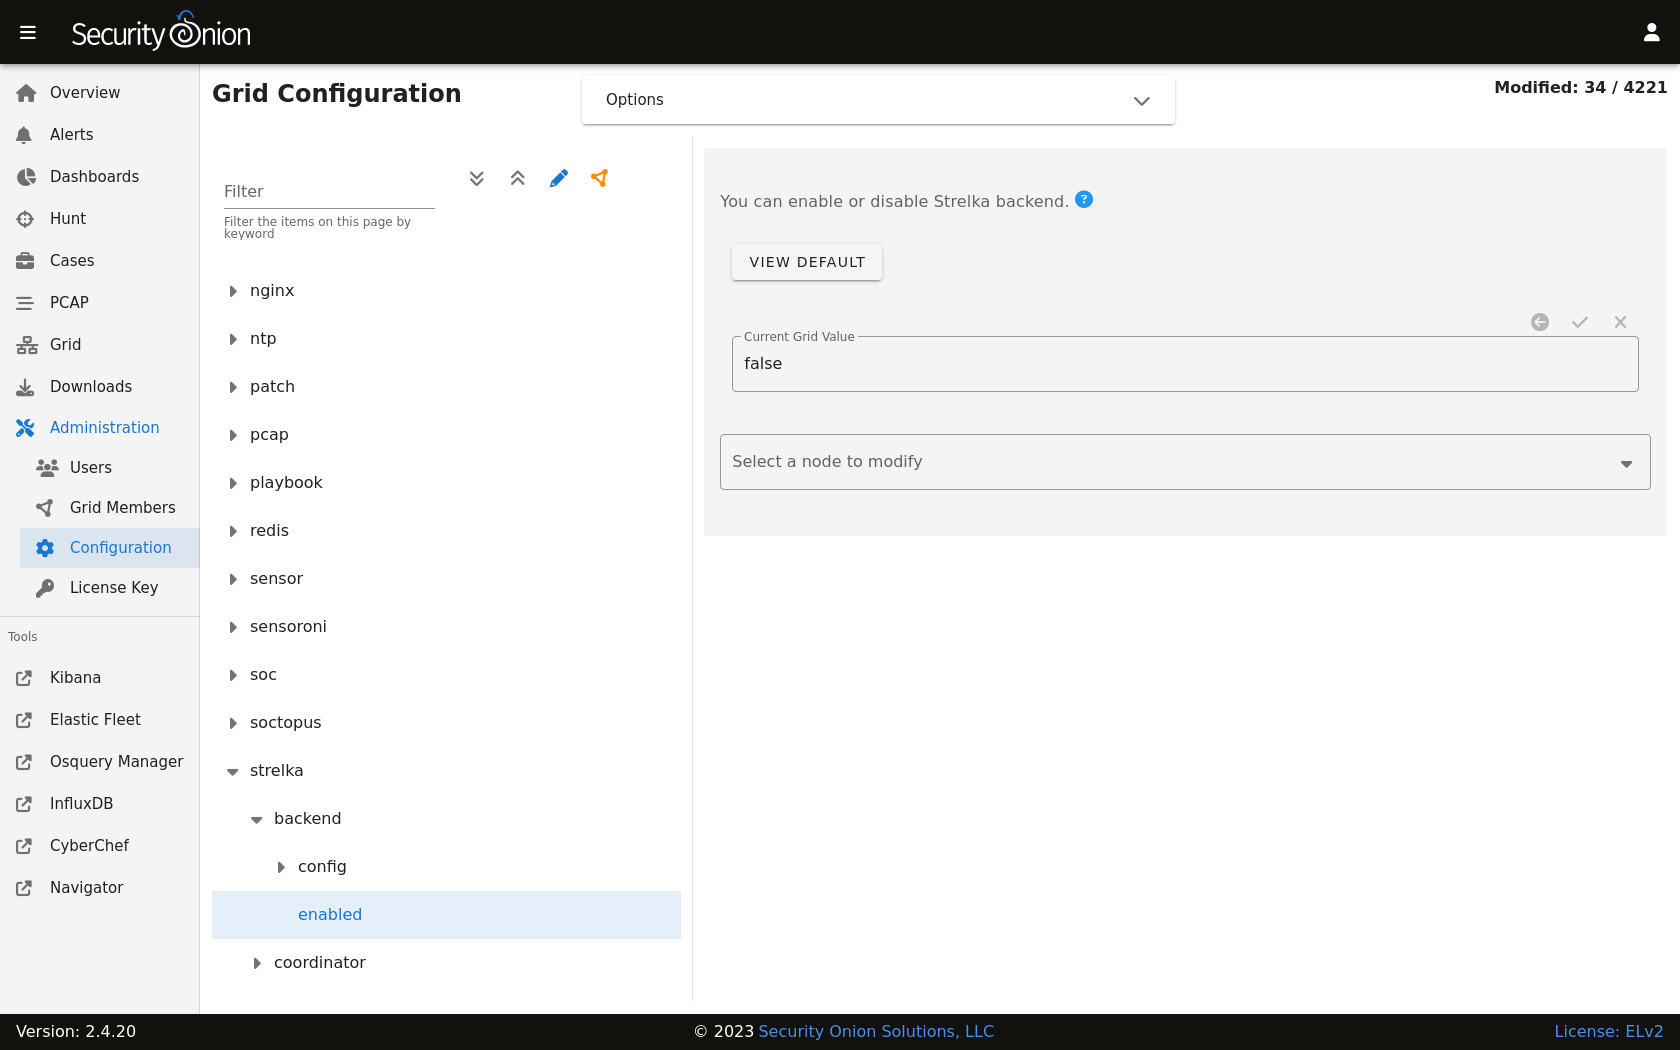 Security Onion
Overview
Alerts
Dashboards
Hunt
Cases
PCAP
Grid
Downloads
Administration
Users
Grid Members
Configuration
License Key
Tools
Kibana
Elastic Fleet
Osquery Manager
InfluxDB
CyberChef
Navigator
Grid Configuration
Options
Modified: 34 / 4221
Filter
Filter the items on this page by
keyword
nginx
ntp
patch
pcap
playbook
redis
sensor
sensoroni
soc
soctopus
strelka
backend
config
enabled
coordinator
You can enable or disable Strelka backend. ?
VIEW DEFAULT
Current Grid Value
false
Select a node to modify
Version: 2.4.20
© 2023 Security Onion Solutions, LLC
License: ELv2